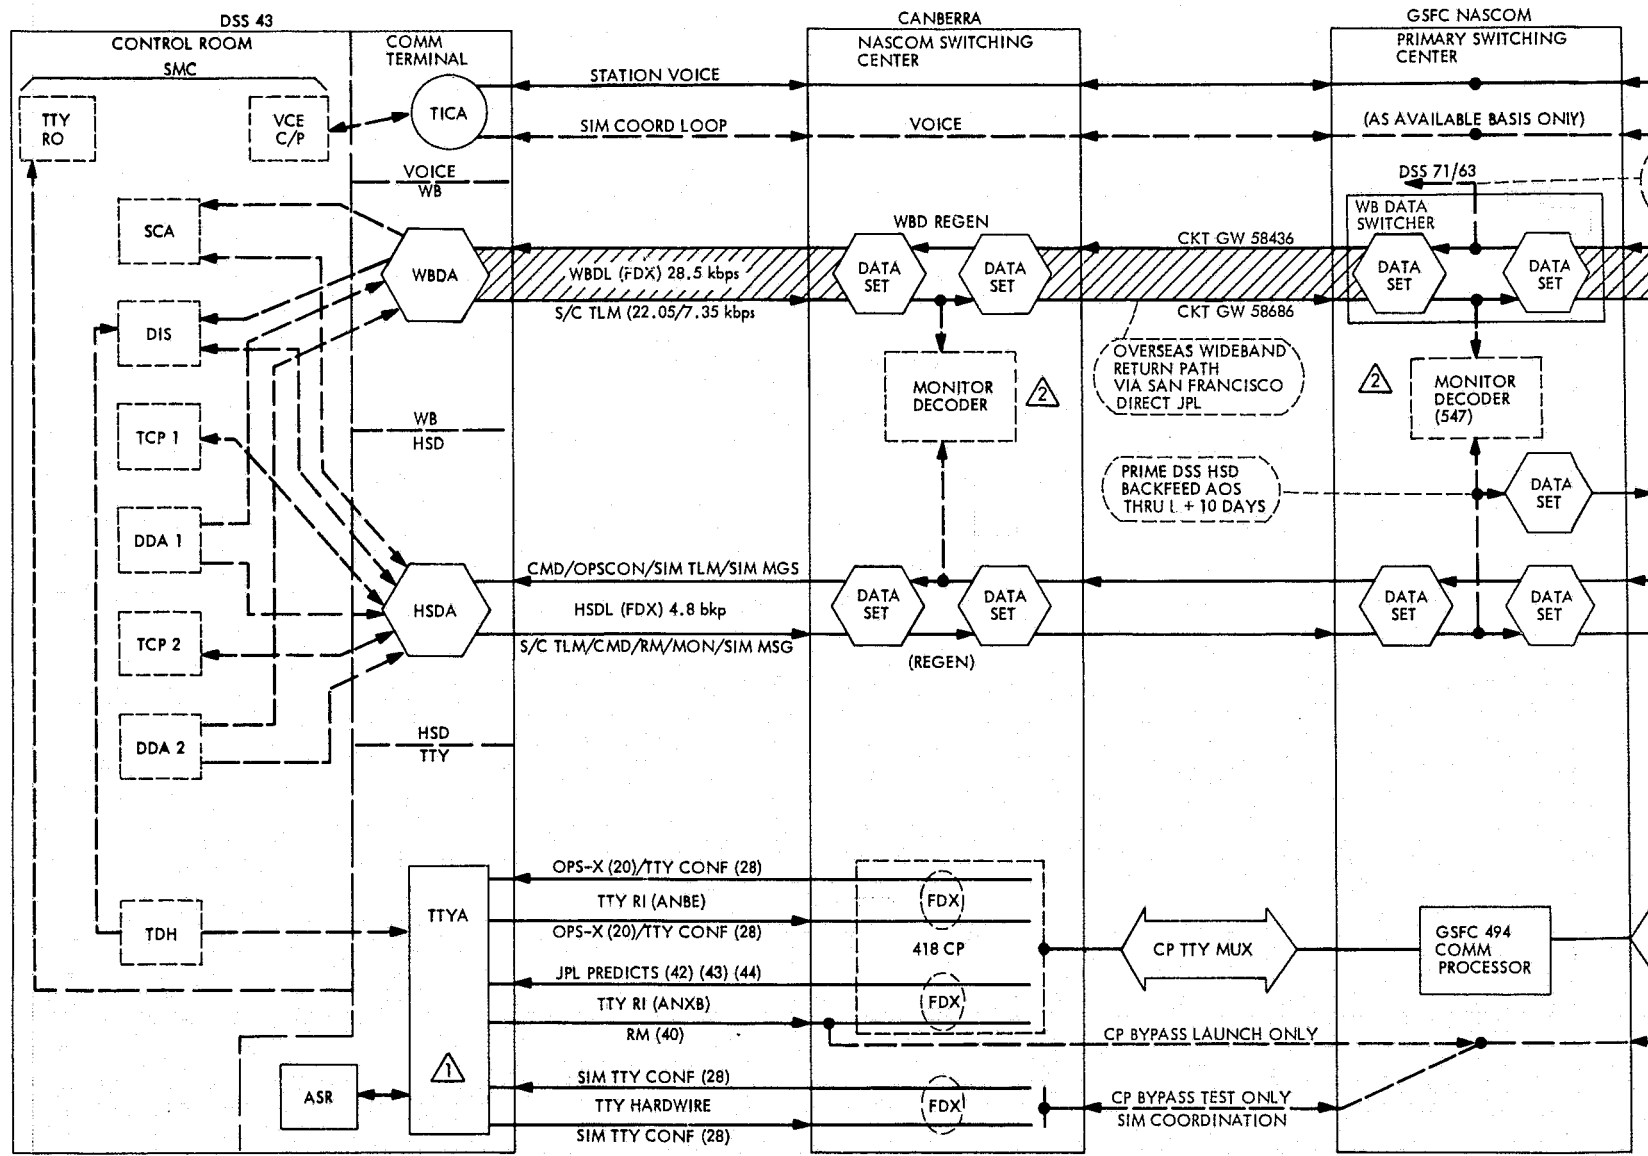 DSS 43
CONTROL ROOM
SMC
TTY
RO
VCE
C/P
SCA
DIS
TCP 1
DDA 1
TCP 2
DDA 2
TDH
ASR
COMM
TERMINAL
TICA
VOICE
WB
WBDA
WB
HSD
HSDA
HSD
TTY
TTYA
1
STATION VOICE
SIM COORD LOOP
WBDL (FDX) 28.5 kbps
S/C TLM (22.05/7.35 kbps
CMD/OPSCON/SIM TLM/SIM MGS
HSDL (FDX) 4.8 bkp
S/C TLM/CMD/RM/MON/SIM MSG
OPS-X (20)/TTY CONF (28)
TTY RI (ANBE)
OPS-X (20)/TTY CONF (28)
JPL PREDICTS (42) (43) (44)
TTY RI (ANXB)
RM (40)
SIM TTY CONF (28)
TTY HARDWIRE
SIM TTY CONF (28)
CANBERRA
NASCOM SWITCHING
CENTER
VOICE
WBD REGEN
DATA
SET
DATA
SET
MONITOR
DECODER
2
DATA
SET
DATA
SET
(REGEN)
FDX
418 CP
FDX
FDX
CKT GW 58436
CKT GW 58686
OVERSEAS WIDEBAND
RETURN PATH
VIA SAN FRANCISCO
DIRECT JPL
PRIME DSS HSD
BACKFEED AOS
THRU L + 10 DAYS
CP TTY MUX
CP BYPASS LAUNCH ONLY
CP BYPASS TEST ONLY
SIM COORDINATION
GSFC NASCOM
PRIMARY SWITCHING
CENTER
(AS AVAILABLE BASIS ONLY)
DSS 71/63
WB DATA
SWITCHER
DATA
SET
DATA
SET
2
MONITOR
DECODER
(547)
DATA
SET
DATA
SET
DATA
SET
GSFC 494
COMM
PROCESSOR